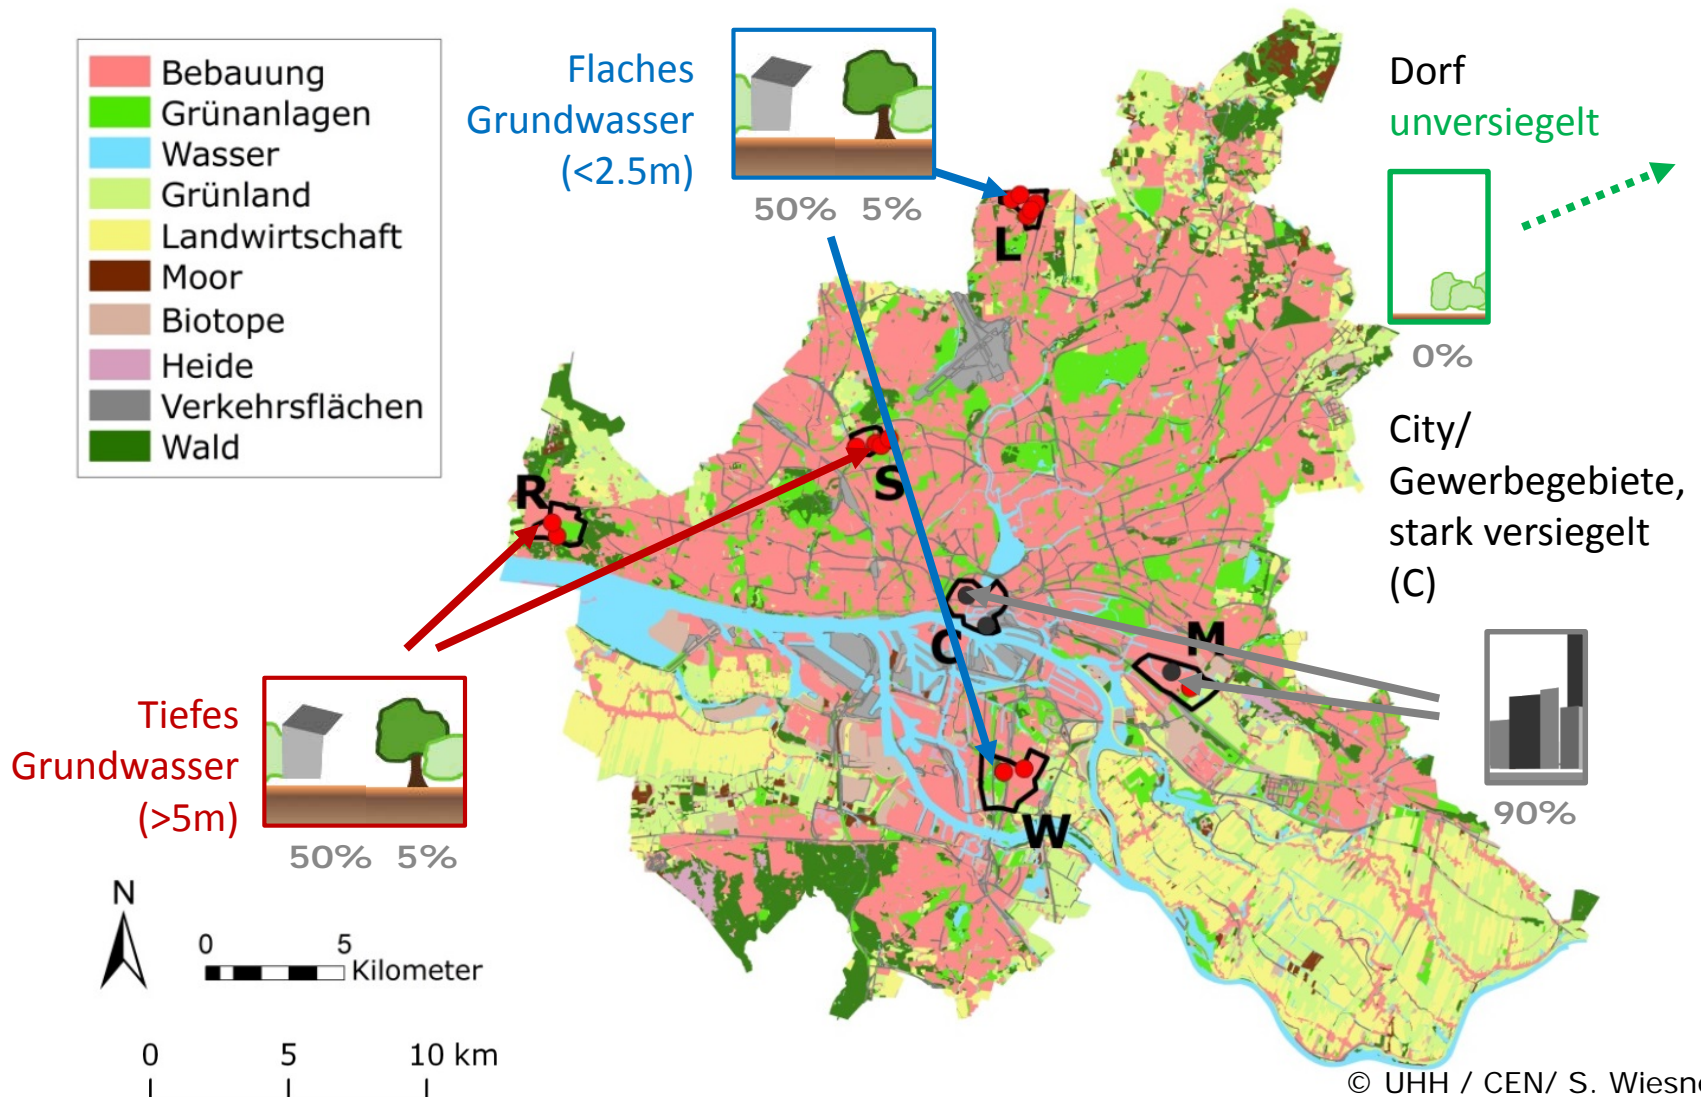 Bebauung
Grünanlagen
Wasser
Grünland
Landwirtschaft
Moor
Biotope
Heide
Verkehrsflächen
Wald
Flaches
Grundwasser
(<2.5m)
50% 5%
Dorf
unversiegelt
0%
City/
Gewerbegebiete,
stark versiegelt
(C)
90%
L
S
R
C
M
W
Tiefes
Grundwasser
(>5m)
50% 5%
N
0 5
Kilometer
0 5 10 km
© UHH / CEN/ S. Wiesne